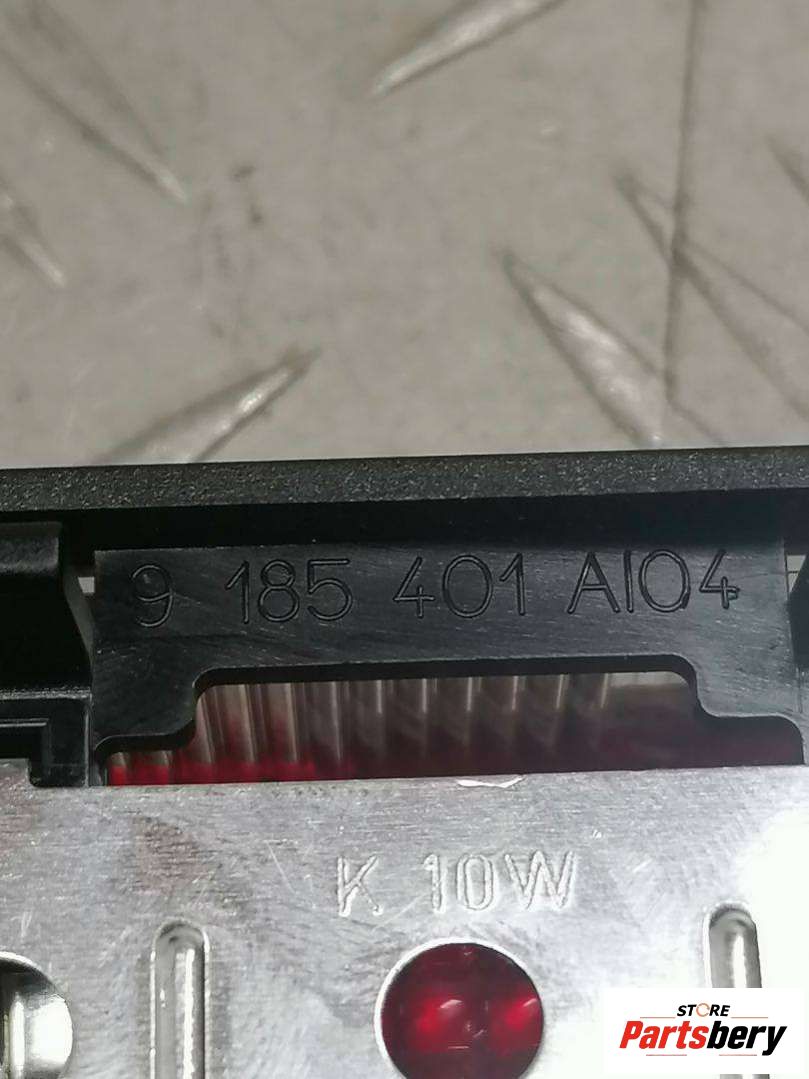 9 185 401 AI04
K 10W
STORE
Partsbery